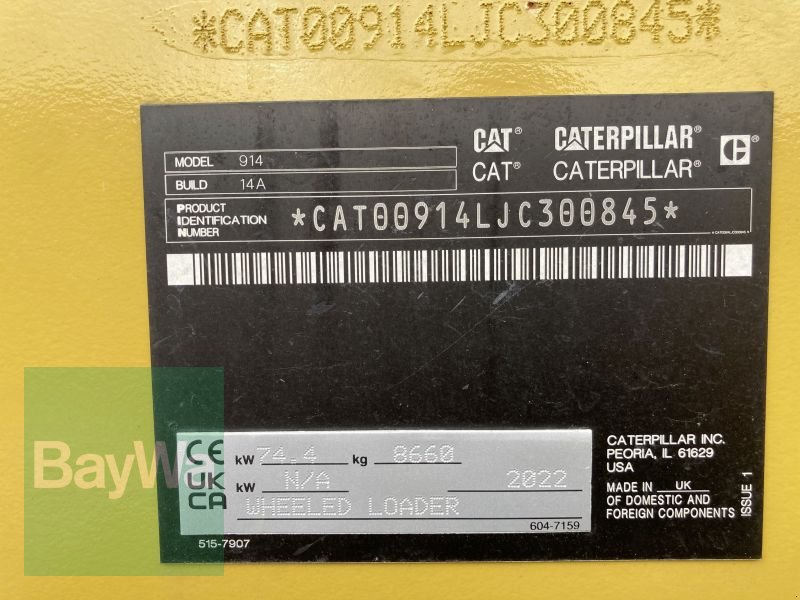 *CAT00914LJC300845*
CAT® CATERPILLAR®
CAT® CATERPILLAR®
MODEL 914
BUILD 14A
PRODUCT
IDENTIFICATION
NUMBER
*CAT00914LJC300845*
*CAT00914LJC300845*
CE
UK
CA
kW 74.4 kg 8660
kW N/A 2022
WHEELED LOADER
604-7159
515-7907
CATERPILLAR INC.
PEORIA, IL 61629
USA
MADE IN UK
OF DOMESTIC AND
FOREIGN COMPONENTS
ISSUE 1
BayWa